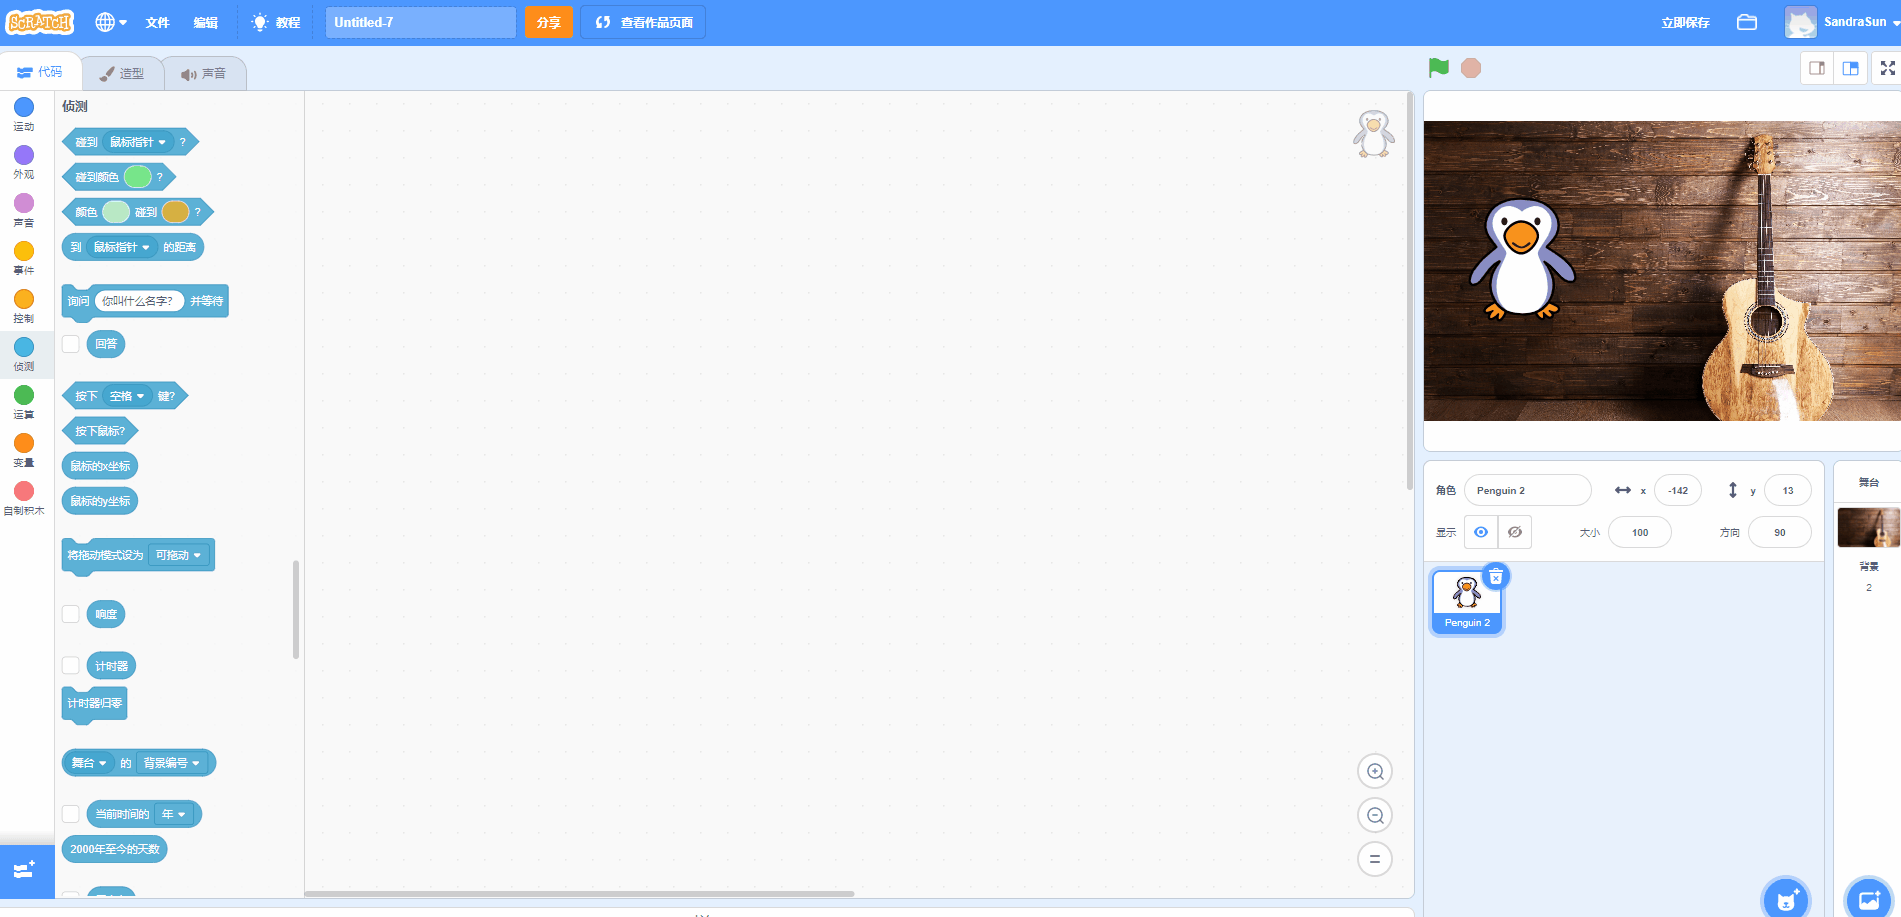 SCRATCH 文件 编辑 教程 Untitled-7 分享 查看作品页面 立即保存 SandraSun
代码 造型 声音
运动
外观
声音
事件
控制
侦测
运算
变量
自制积木
侦测
碰到 鼠标指针 ?
碰到颜色 ?
颜色 碰到 ?
到 鼠标指针 的距离
询问 你叫什么名字? 并等待
回答
按下 空格 键?
按下鼠标?
鼠标的x坐标
鼠标的y坐标
将拖动模式设为 可拖动
响度
计时器
计时器归零
舞台 的 背景编号
当前时间的 年
2000年至今的天数
角色 Penguin 2 x -142 y 13
显示 大小 100 方向 90
Penguin 2
舞台
背景
2